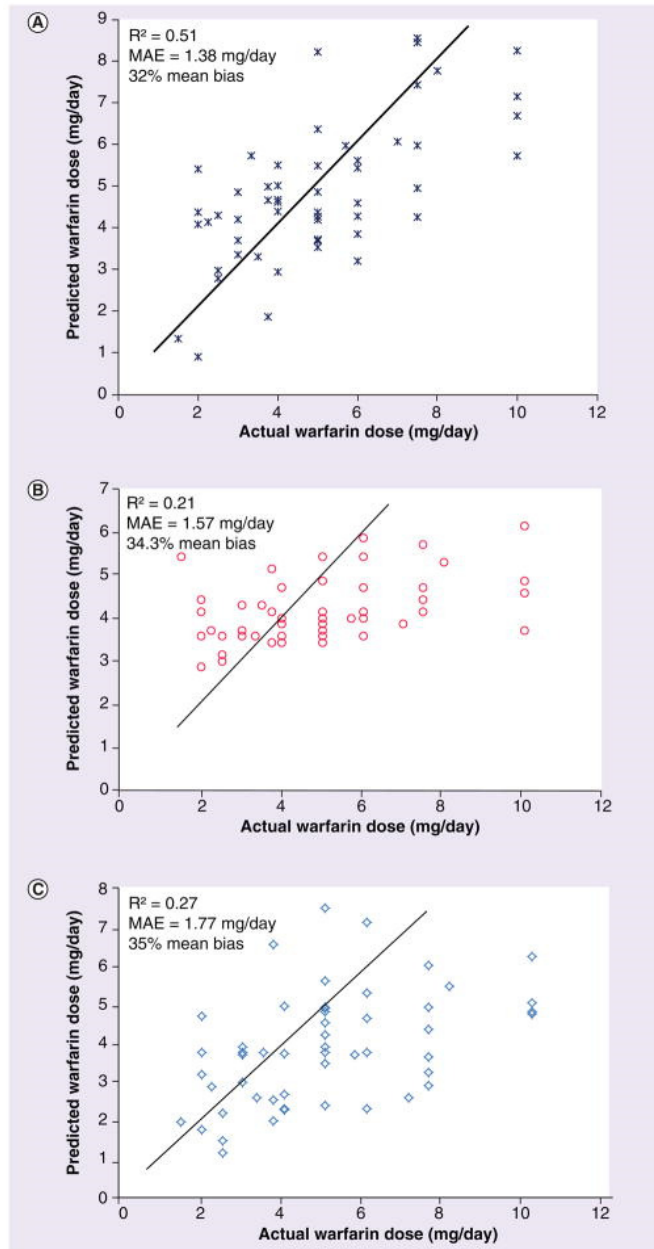 A
R² = 0.51
MAE = 1.38 mg/day
32% mean bias
Predicted warfarin dose (mg/day)
9
8
7
6
5
4
3
2
1
0
0 2 4 6 8 10 12
Actual warfarin dose (mg/day)
B
R² = 0.21
MAE = 1.57 mg/day
34.3% mean bias
Predicted warfarin dose (mg/day)
7
6
5
4
3
2
1
0
0 2 4 6 8 10 12
Actual warfarin dose (mg/day)
C
R² = 0.27
MAE = 1.77 mg/day
35% mean bias
Predicted warfarin dose (mg/day)
8
7
6
5
4
3
2
1
0
0 2 4 6 8 10 12
Actual warfarin dose (mg/day)